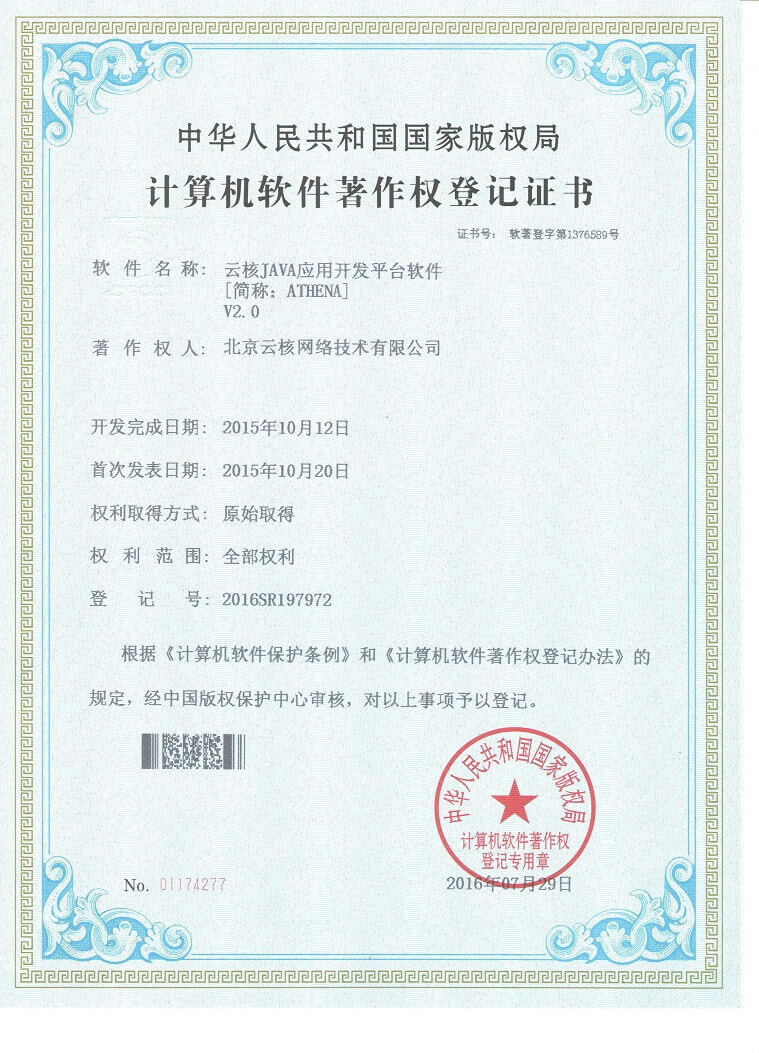 中华人民共和国国家版权局
计算机软件著作权登记证书
证书号： 软著登字第1376589号
软 件 名 称： 云核JAVA应用开发平台软件
[简称：ATHENA]
V2.0
著 作 权 人： 北京云核网络技术有限公司
开发完成日期： 2015年10月12日
首次发表日期： 2015年10月20日
权利取得方式： 原始取得
权 利 范 围： 全部权利
登 记 号： 2016SR197972
根据《计算机软件保护条例》和《计算机软件著作权登记办法》的
规定，经中国版权保护中心审核，对以上事项予以登记。
中华人民共和国国家版权局
计算机软件著作权
登记专用章
No. 01174277
2016年07月29日